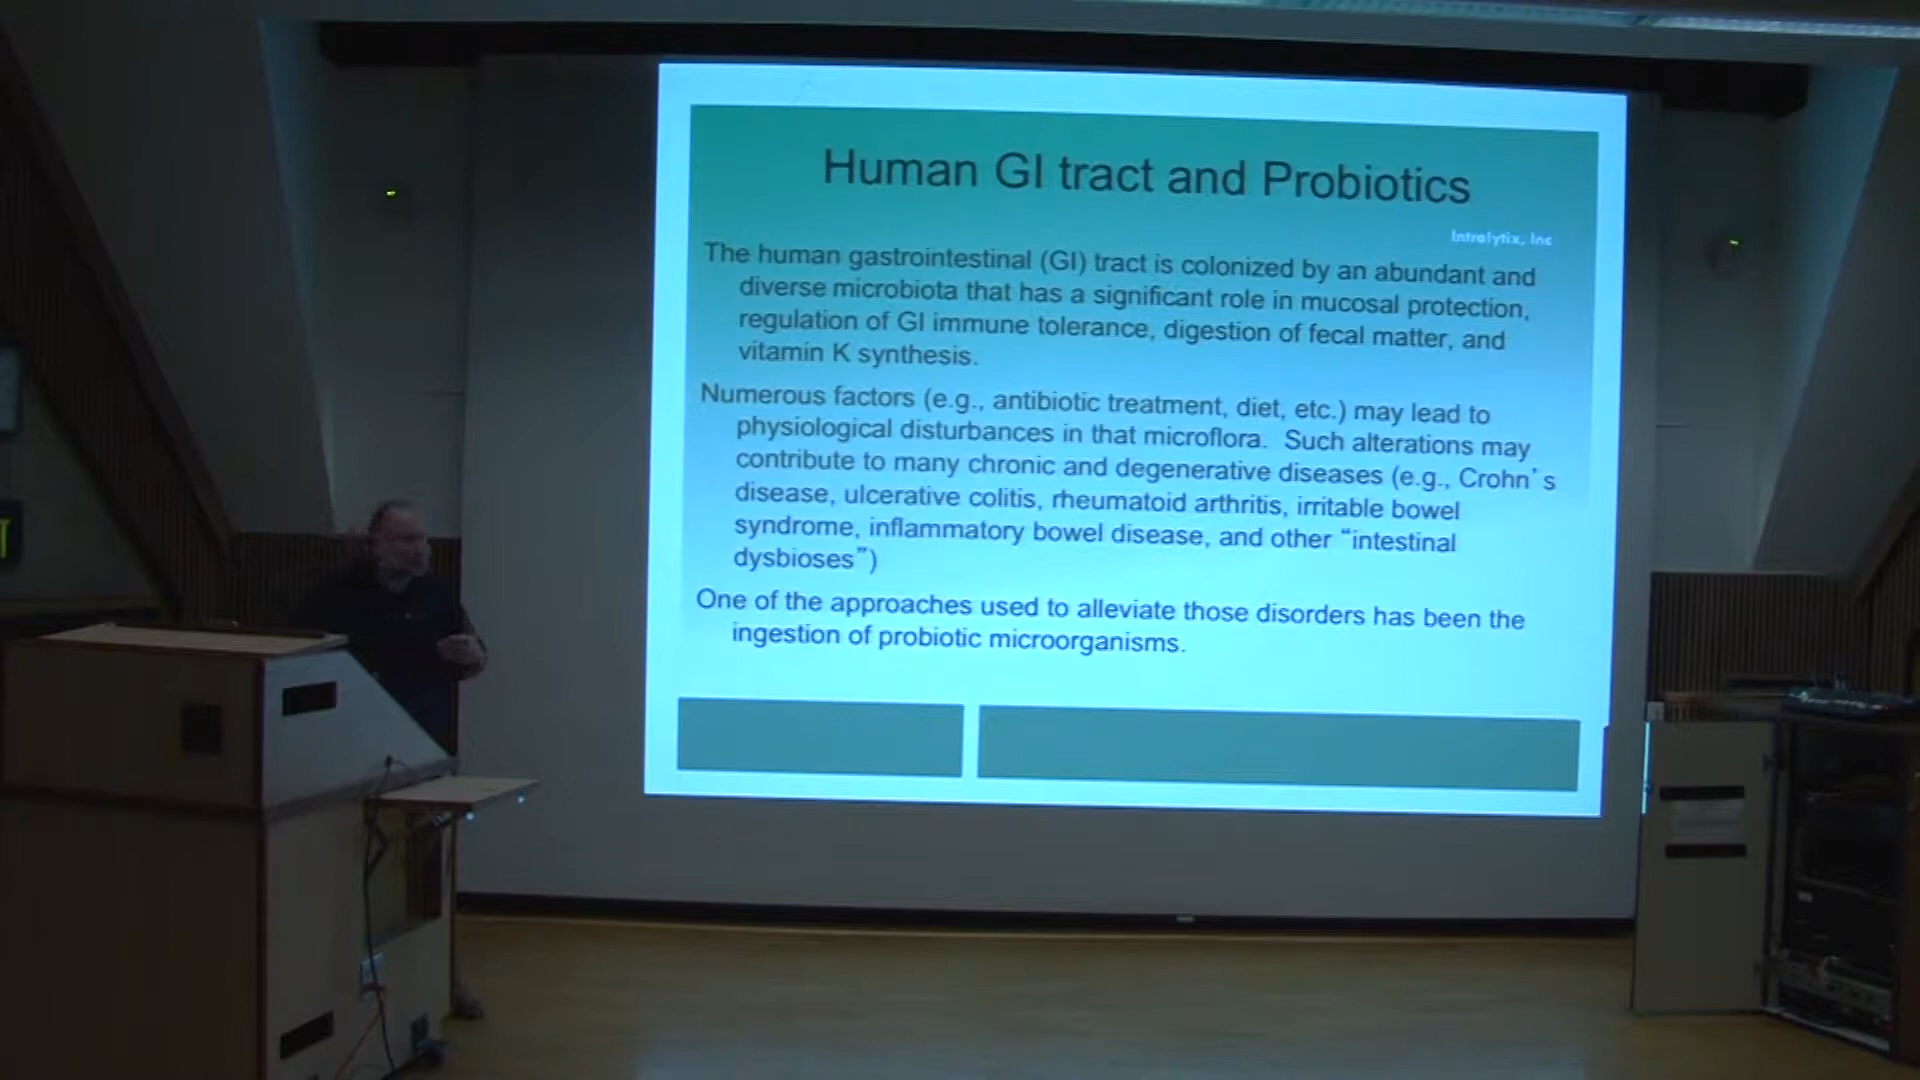 Human GI tract and Probiotics
Intralytix, Inc
The human gastrointestinal (GI) tract is colonized by an abundant and
diverse microbiota that has a significant role in mucosal protection,
regulation of GI immune tolerance, digestion of fecal matter, and
vitamin K synthesis.
Numerous factors (e.g., antibiotic treatment, diet, etc.) may lead to
physiological disturbances in that microflora.  Such alterations may
contribute to many chronic and degenerative diseases (e.g., Crohn's
disease, ulcerative colitis, rheumatoid arthritis, irritable bowel
syndrome, inflammatory bowel disease, and other “intestinal
dysbioses”)
One of the approaches used to alleviate those disorders has been the
ingestion of probiotic microorganisms.